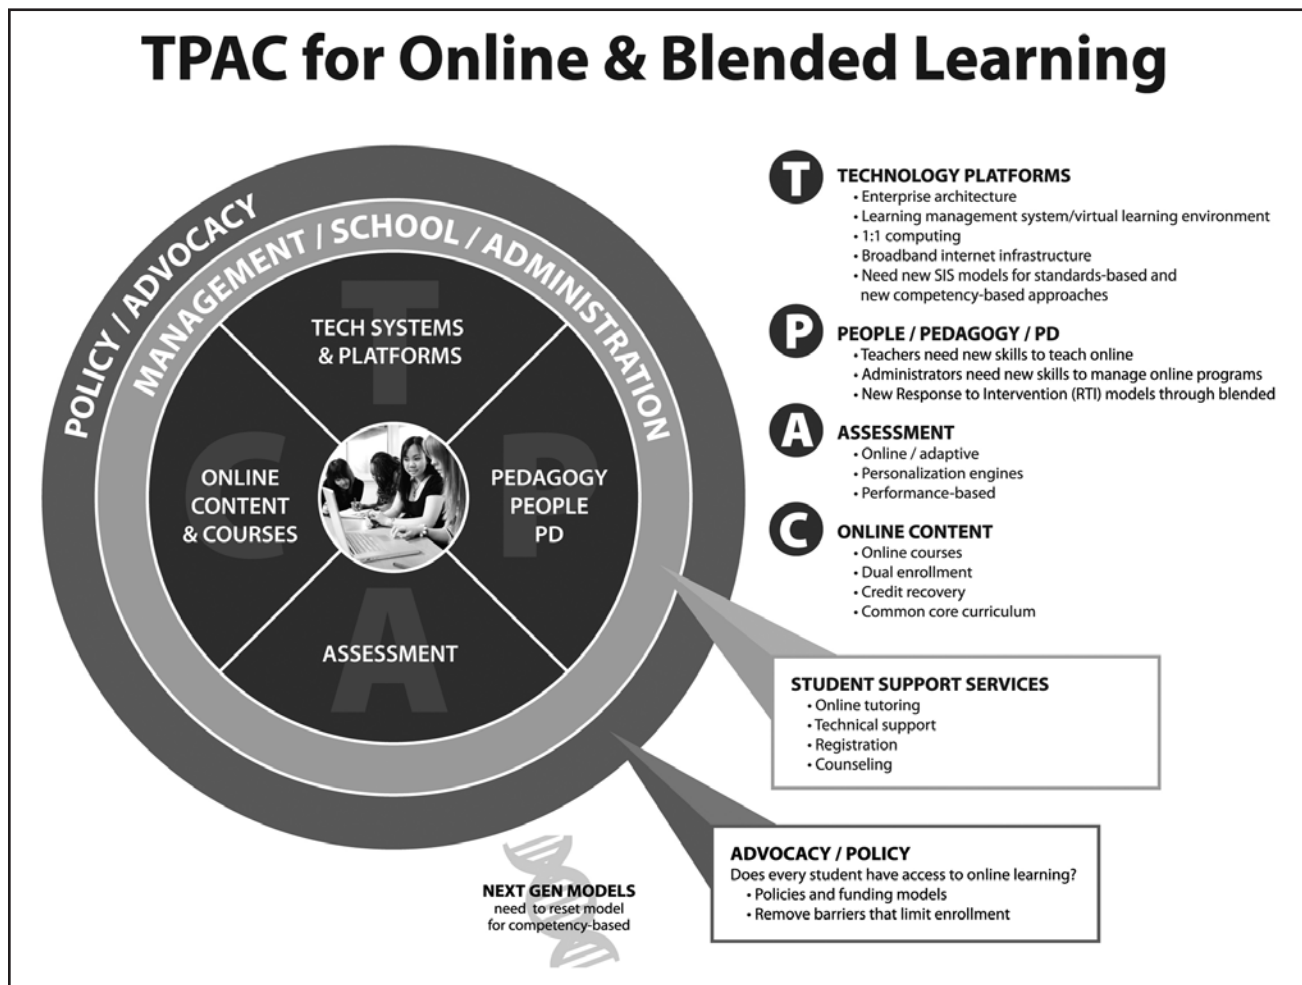 TPAC for Online & Blended Learning
POLICY / ADVOCACY
MANAGEMENT / SCHOOL / ADMINISTRATION
T
TECH SYSTEMS
& PLATFORMS
C
ONLINE
CONTENT
& COURSES
P
PEDAGOGY
PEOPLE
PD
A
ASSESSMENT
T
TECHNOLOGY PLATFORMS
• Enterprise architecture
• Learning management system/virtual learning environment
• 1:1 computing
• Broadband internet infrastructure
• Need new SIS models for standards-based and
new competency-based approaches
P
PEOPLE / PEDAGOGY / PD
• Teachers need new skills to teach online
• Administrators need new skills to manage online programs
• New Response to Intervention (RTI) models through blended
A
ASSESSMENT
• Online / adaptive
• Personalization engines
• Performance-based
C
ONLINE CONTENT
• Online courses
• Dual enrollment
• Credit recovery
• Common core curriculum
STUDENT SUPPORT SERVICES
• Online tutoring
• Technical support
• Registration
• Counseling
ADVOCACY / POLICY
Does every student have access to online learning?
• Policies and funding models
• Remove barriers that limit enrollment
NEXT GEN MODELS
need to reset model
for competency-based